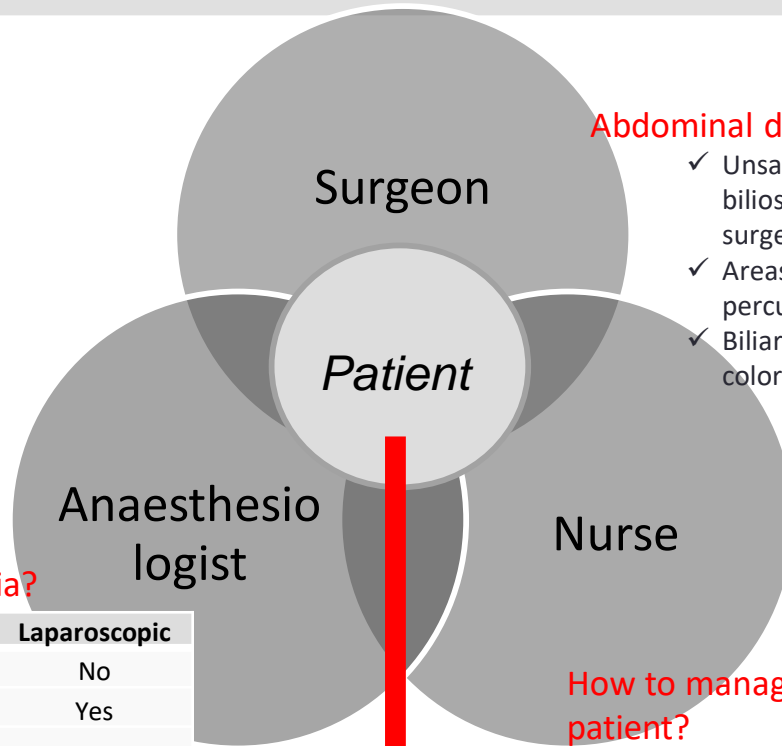 Surgeon
Abdominal d
✓ Unsa
bilios
surge
✓ Areas
percu
✓ Biliar
color
Patient
Anaesthesio
logist
Nurse
ia?
Laparoscopic
No
Yes
How to manag
patient?